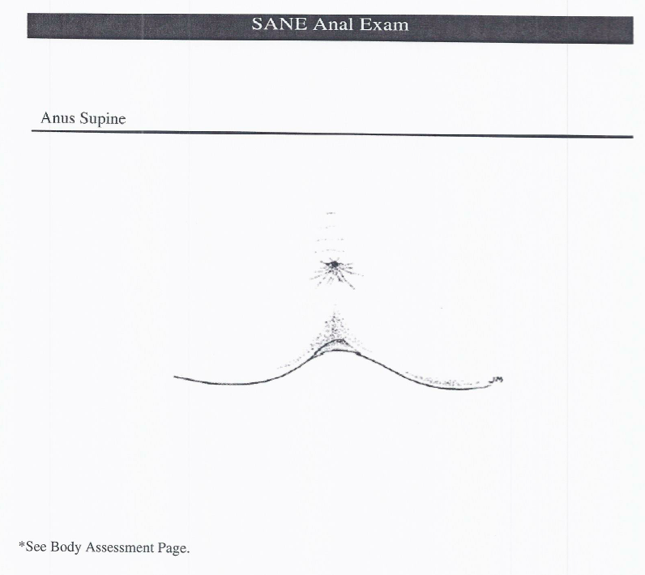 SANE Anal Exam
Anus Supine
*See Body Assessment Page.